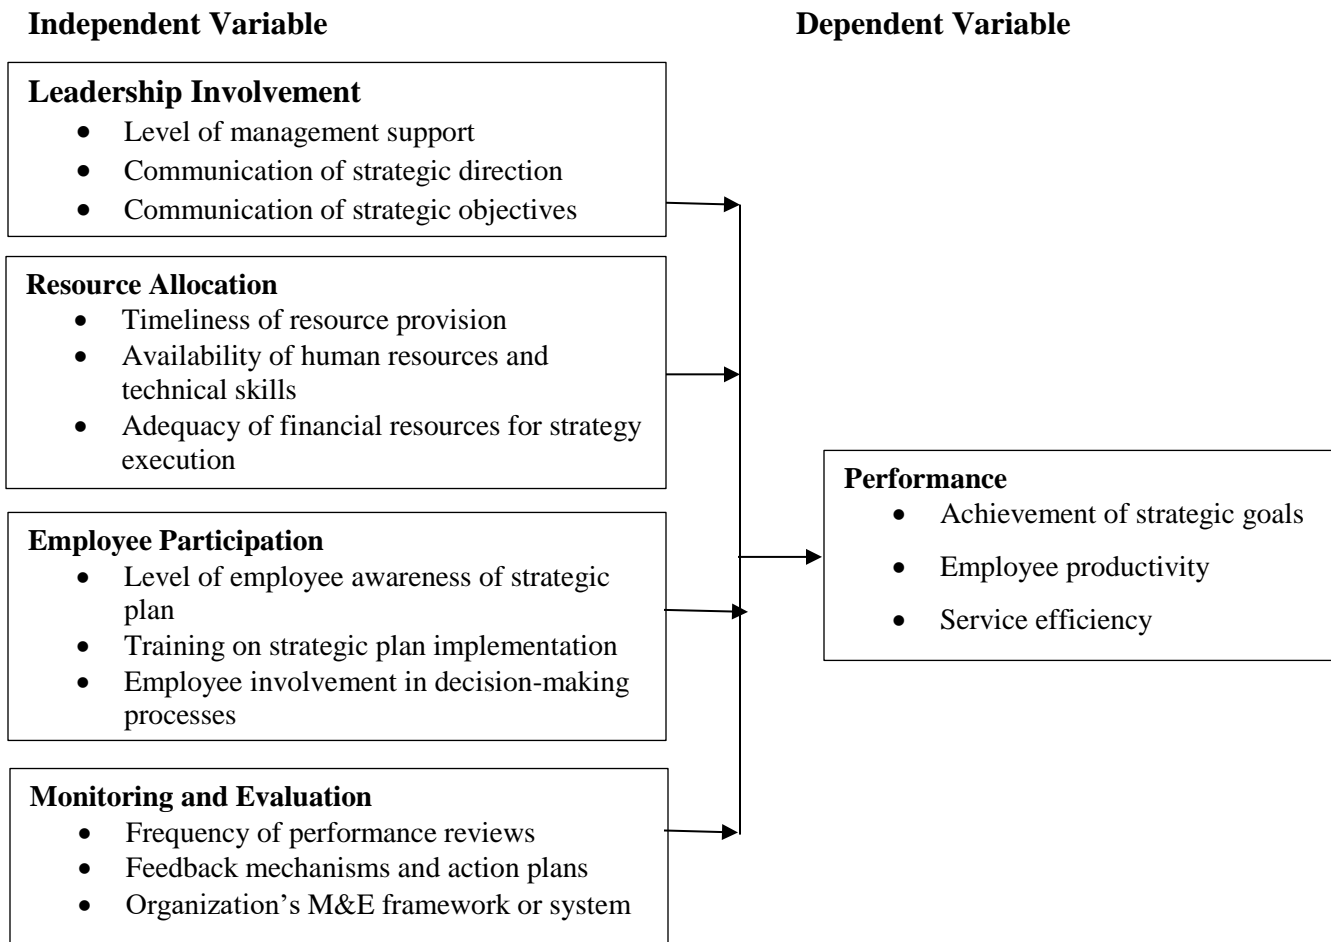 Independent Variable
Dependent Variable
Leadership Involvement
• Level of management support
• Communication of strategic direction
• Communication of strategic objectives
Resource Allocation
• Timeliness of resource provision
• Availability of human resources and
technical skills
• Adequacy of financial resources for strategy
execution
Employee Participation
• Level of employee awareness of strategic
plan
• Training on strategic plan implementation
• Employee involvement in decision-making
processes
Monitoring and Evaluation
• Frequency of performance reviews
• Feedback mechanisms and action plans
• Organization’s M&E framework or system
Performance
• Achievement of strategic goals
• Employee productivity
• Service efficiency